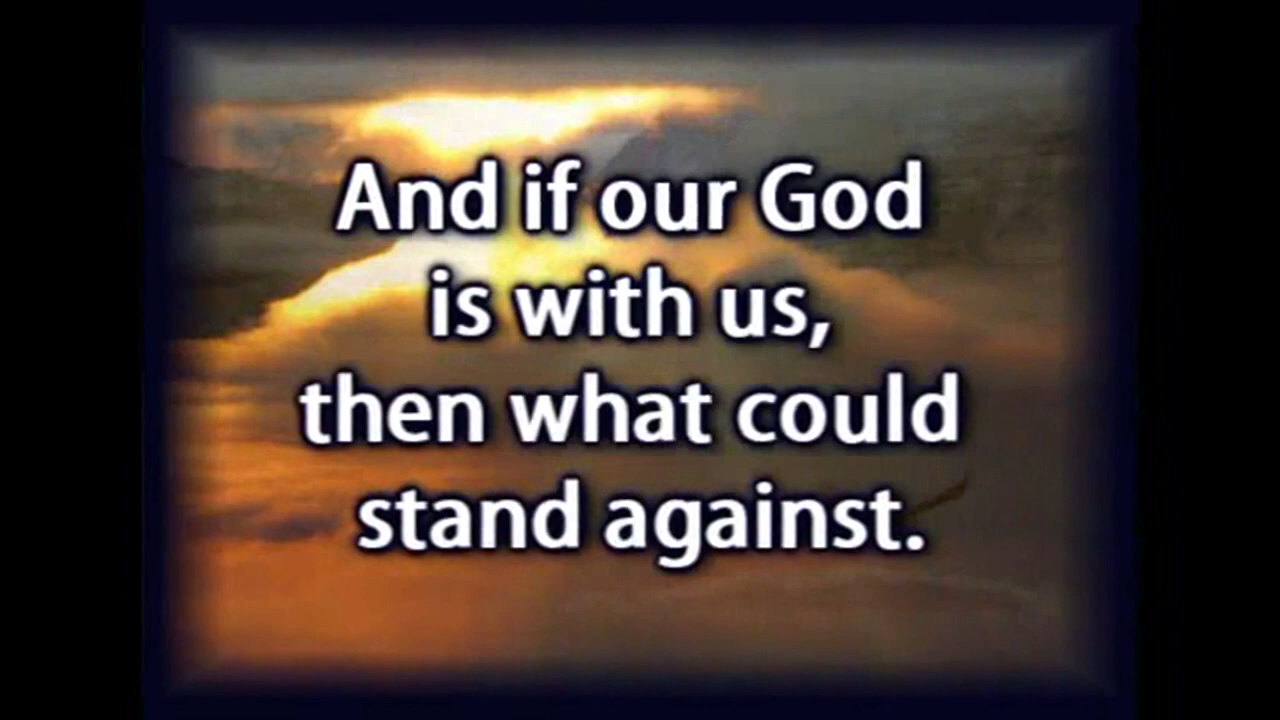 And if our God
is with us,
then what could
stand against.